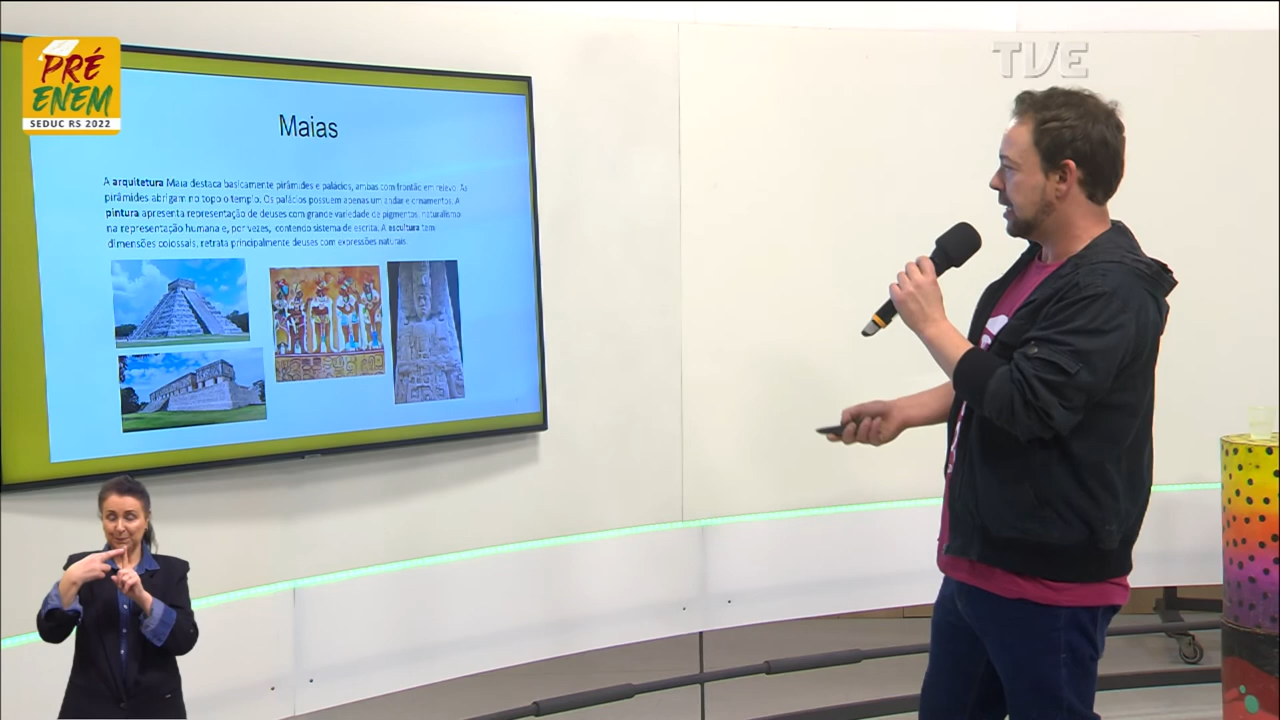 PRÉ
ENEM
SEDUC RS 2022
TVE
Maias
A arquitetura Maia destaca basicamente pirâmides e palácios, ambas com frontão em relevo. As
pirâmides abrigam no topo o templo. Os palácios possuem apenas um andar e ornamentos. A
pintura apresenta representação de deuses com grande variedade de pigmentos, naturalismo
na representação humana e, por vezes, contendo sistema de escrita. A escultura tem
dimensões colossais, retrata principalmente deuses com expressões naturais.